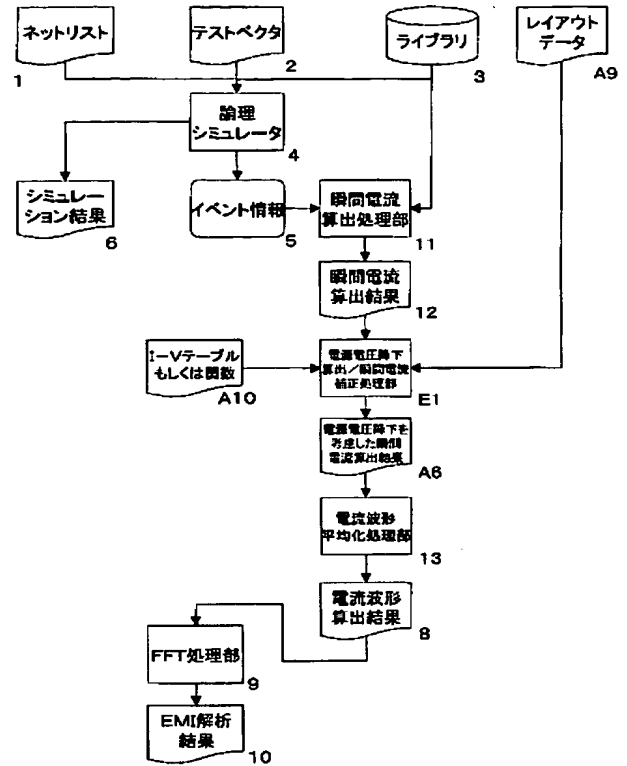 ネットリスト
1
テストベクタ
2
ライブラリ
3
レイアウト
データ
A9
論理
シミュレータ
4
シミュレー
ション結果
6
イベント情報
5
瞬間電流
算出処理部
11
瞬間電流
算出結果
12
I-Vテーブル
もしくは関数
A10
電源電圧降下
算出/瞬間電流
補正処理部
E1
電源電圧降下を
考慮した瞬間
電流算出結果
A6
電流波形
平均化処理部
13
電流波形
算出結果
8
FFT処理部
9
EMI解析
結果
10